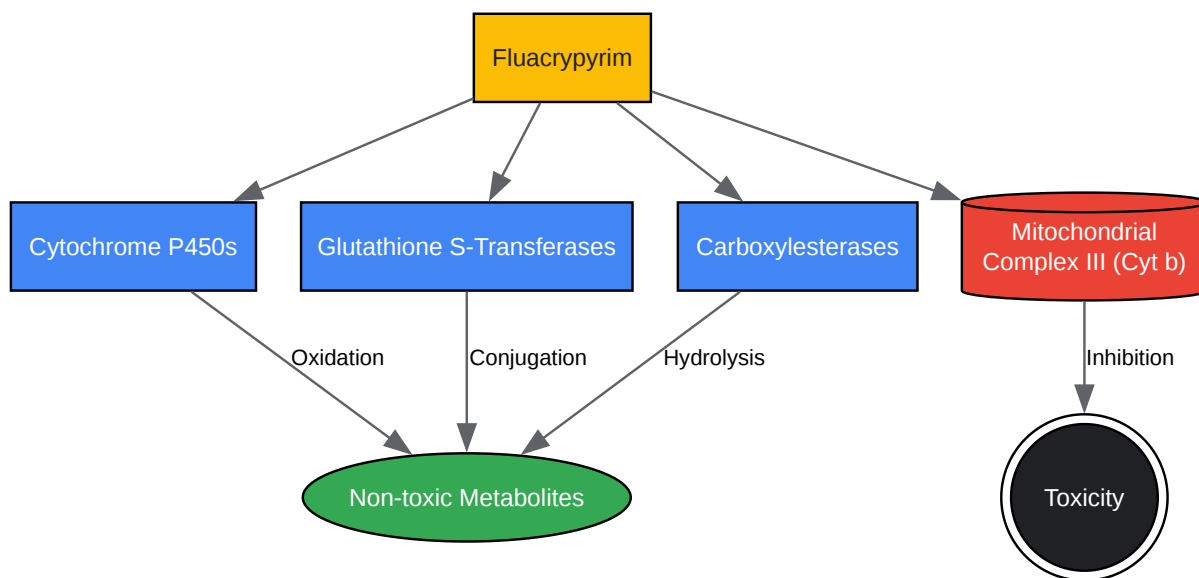 Fluacrypyrim
Cytochrome P450s
Glutathione S-Transferases
Carboxylesterases
Mitochondrial
Complex III (Cyt b)
Oxidation
Conjugation
Hydrolysis
Inhibition
Non-toxic Metabolites
Toxicity